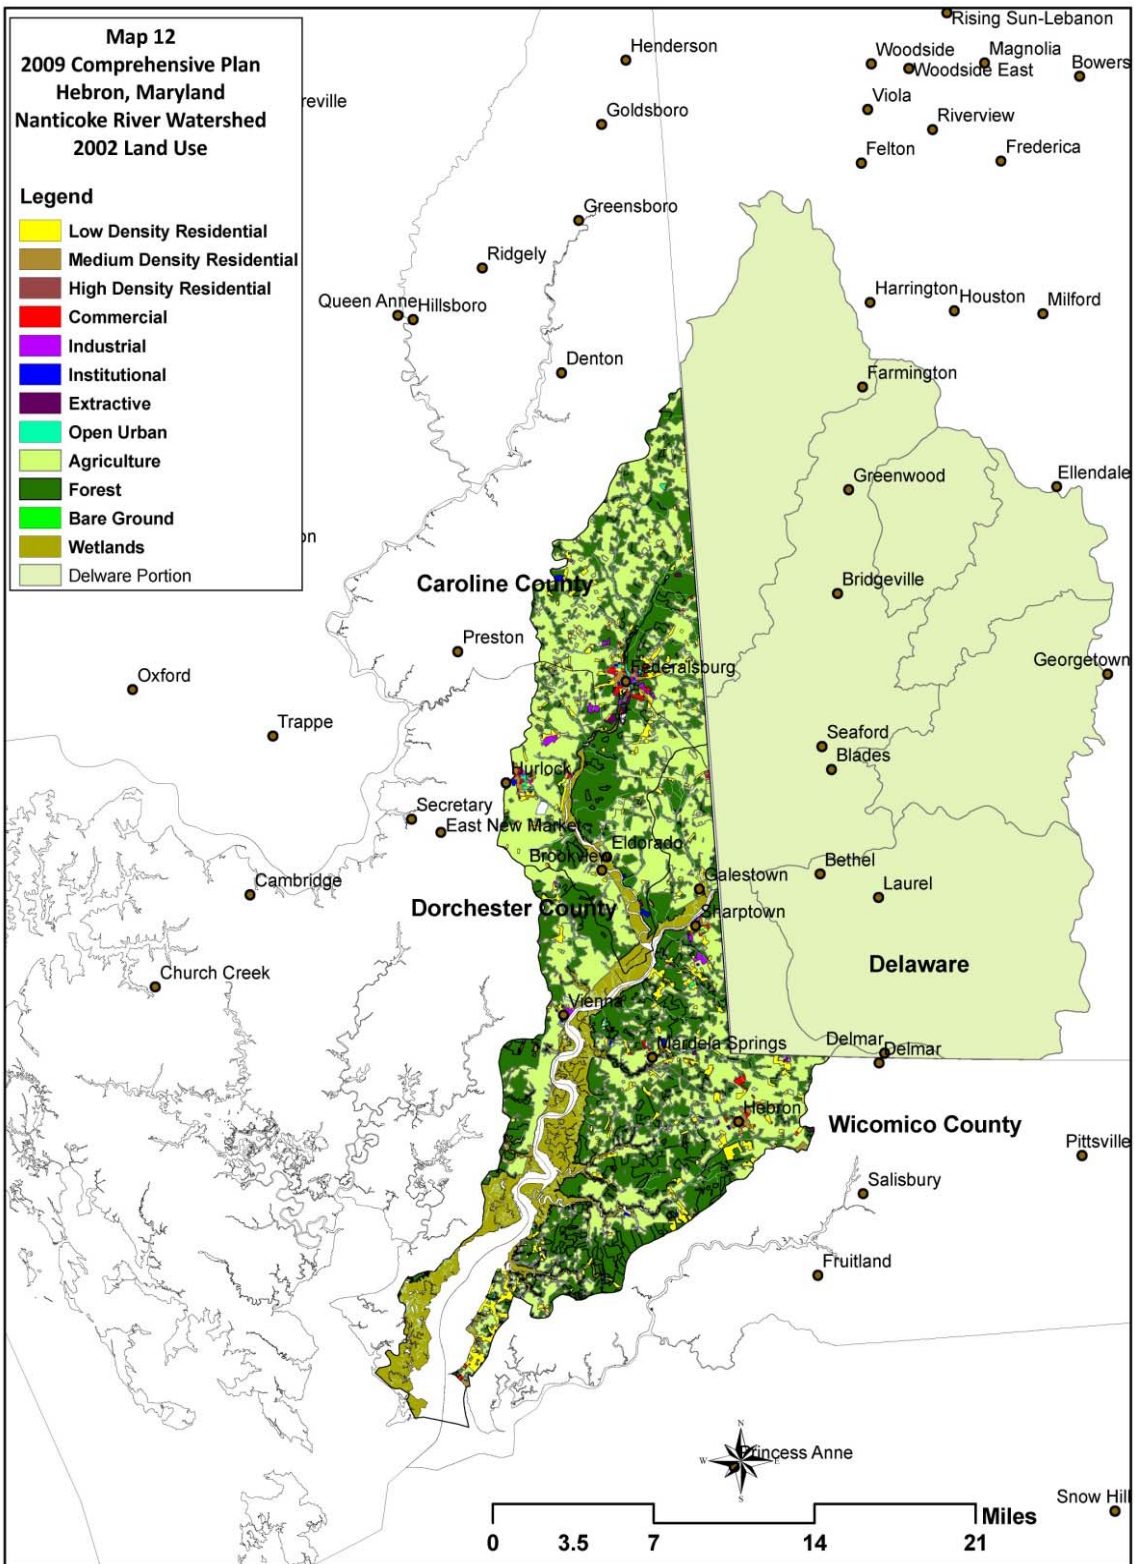 Map 12
2009 Comprehensive Plan
Hebron, Maryland
Nanticoke River Watershed
2002 Land Use
Legend
Low Density Residential
Medium Density Residential
High Density Residential
Commercial
Industrial
Institutional
Extractive
Open Urban
Agriculture
Forest
Bare Ground
Wetlands
Delware Portion
Rising Sun-Lebanon
Henderson
Woodside
Magnolia
Woodside East
Bowers
reville
Goldsboro
Viola
Riverview
Felton
Frederica
Greensboro
Ridgely
Queen Anne
Hillsboro
Harrington
Houston
Milford
Denton
Farmington
Greenwood
Ellendale
on
Caroline County
Bridgeville
Preston
Federalsburg
Georgetown
Oxford
Trappe
Seaford
Blades
Hurlock
Secretary
East New Market
Eldorado
Brookview
Bethel
Galestown
Laurel
Cambridge
Dorchester County
Sharptown
Delaware
Church Creek
Vienna
Mardela Springs
Delmar
Delmar
Hebron
Wicomico County
Pittsville
Salisbury
Fruitland
N
W
E
S
Princess Anne
Snow Hill
Miles
0 3.5 7 14 21